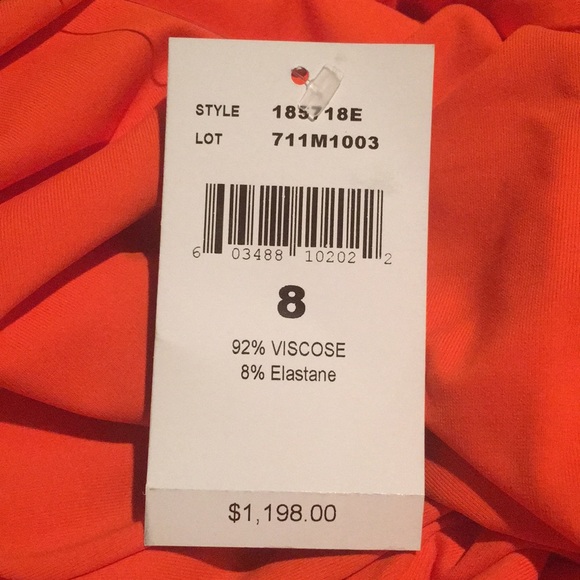 STYLE 185718E
LOT 711M1003
6 03488 10202 2
8
92% VISCOSE
8% Elastane
$1,198.00